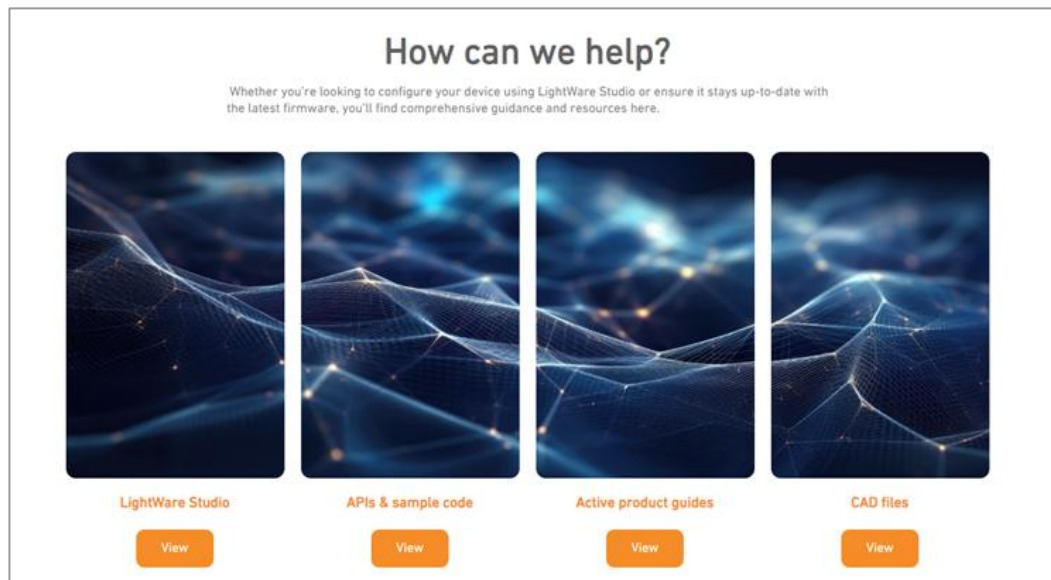 How can we help?
Whether you're looking to configure your device using LightWare Studio or ensure it stays up-to-date with
the latest firmware, you'll find comprehensive guidance and resources here.
LightWare Studio
APIs & sample code
Active product guides
CAD files
View
View
View
View